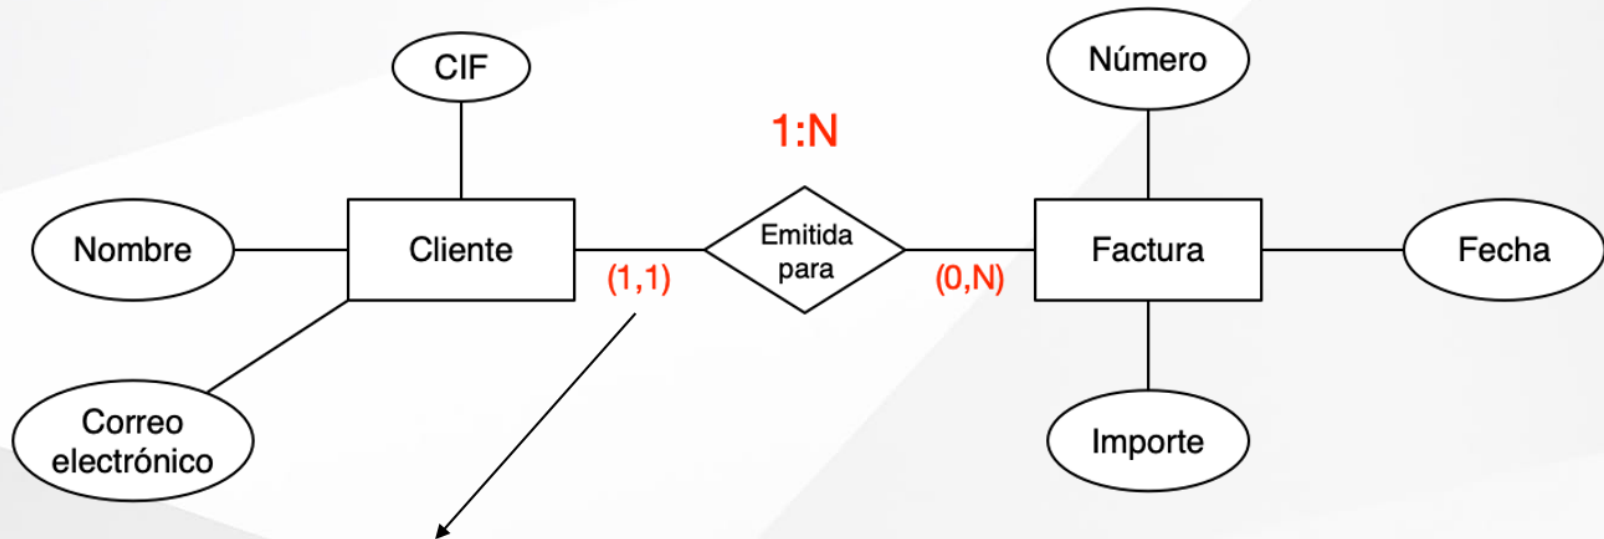 CIF
Número
1:N
Nombre
Cliente
(1,1)
Emitida
para
(0,N)
Factura
Fecha
Correo
electrónico
Importe